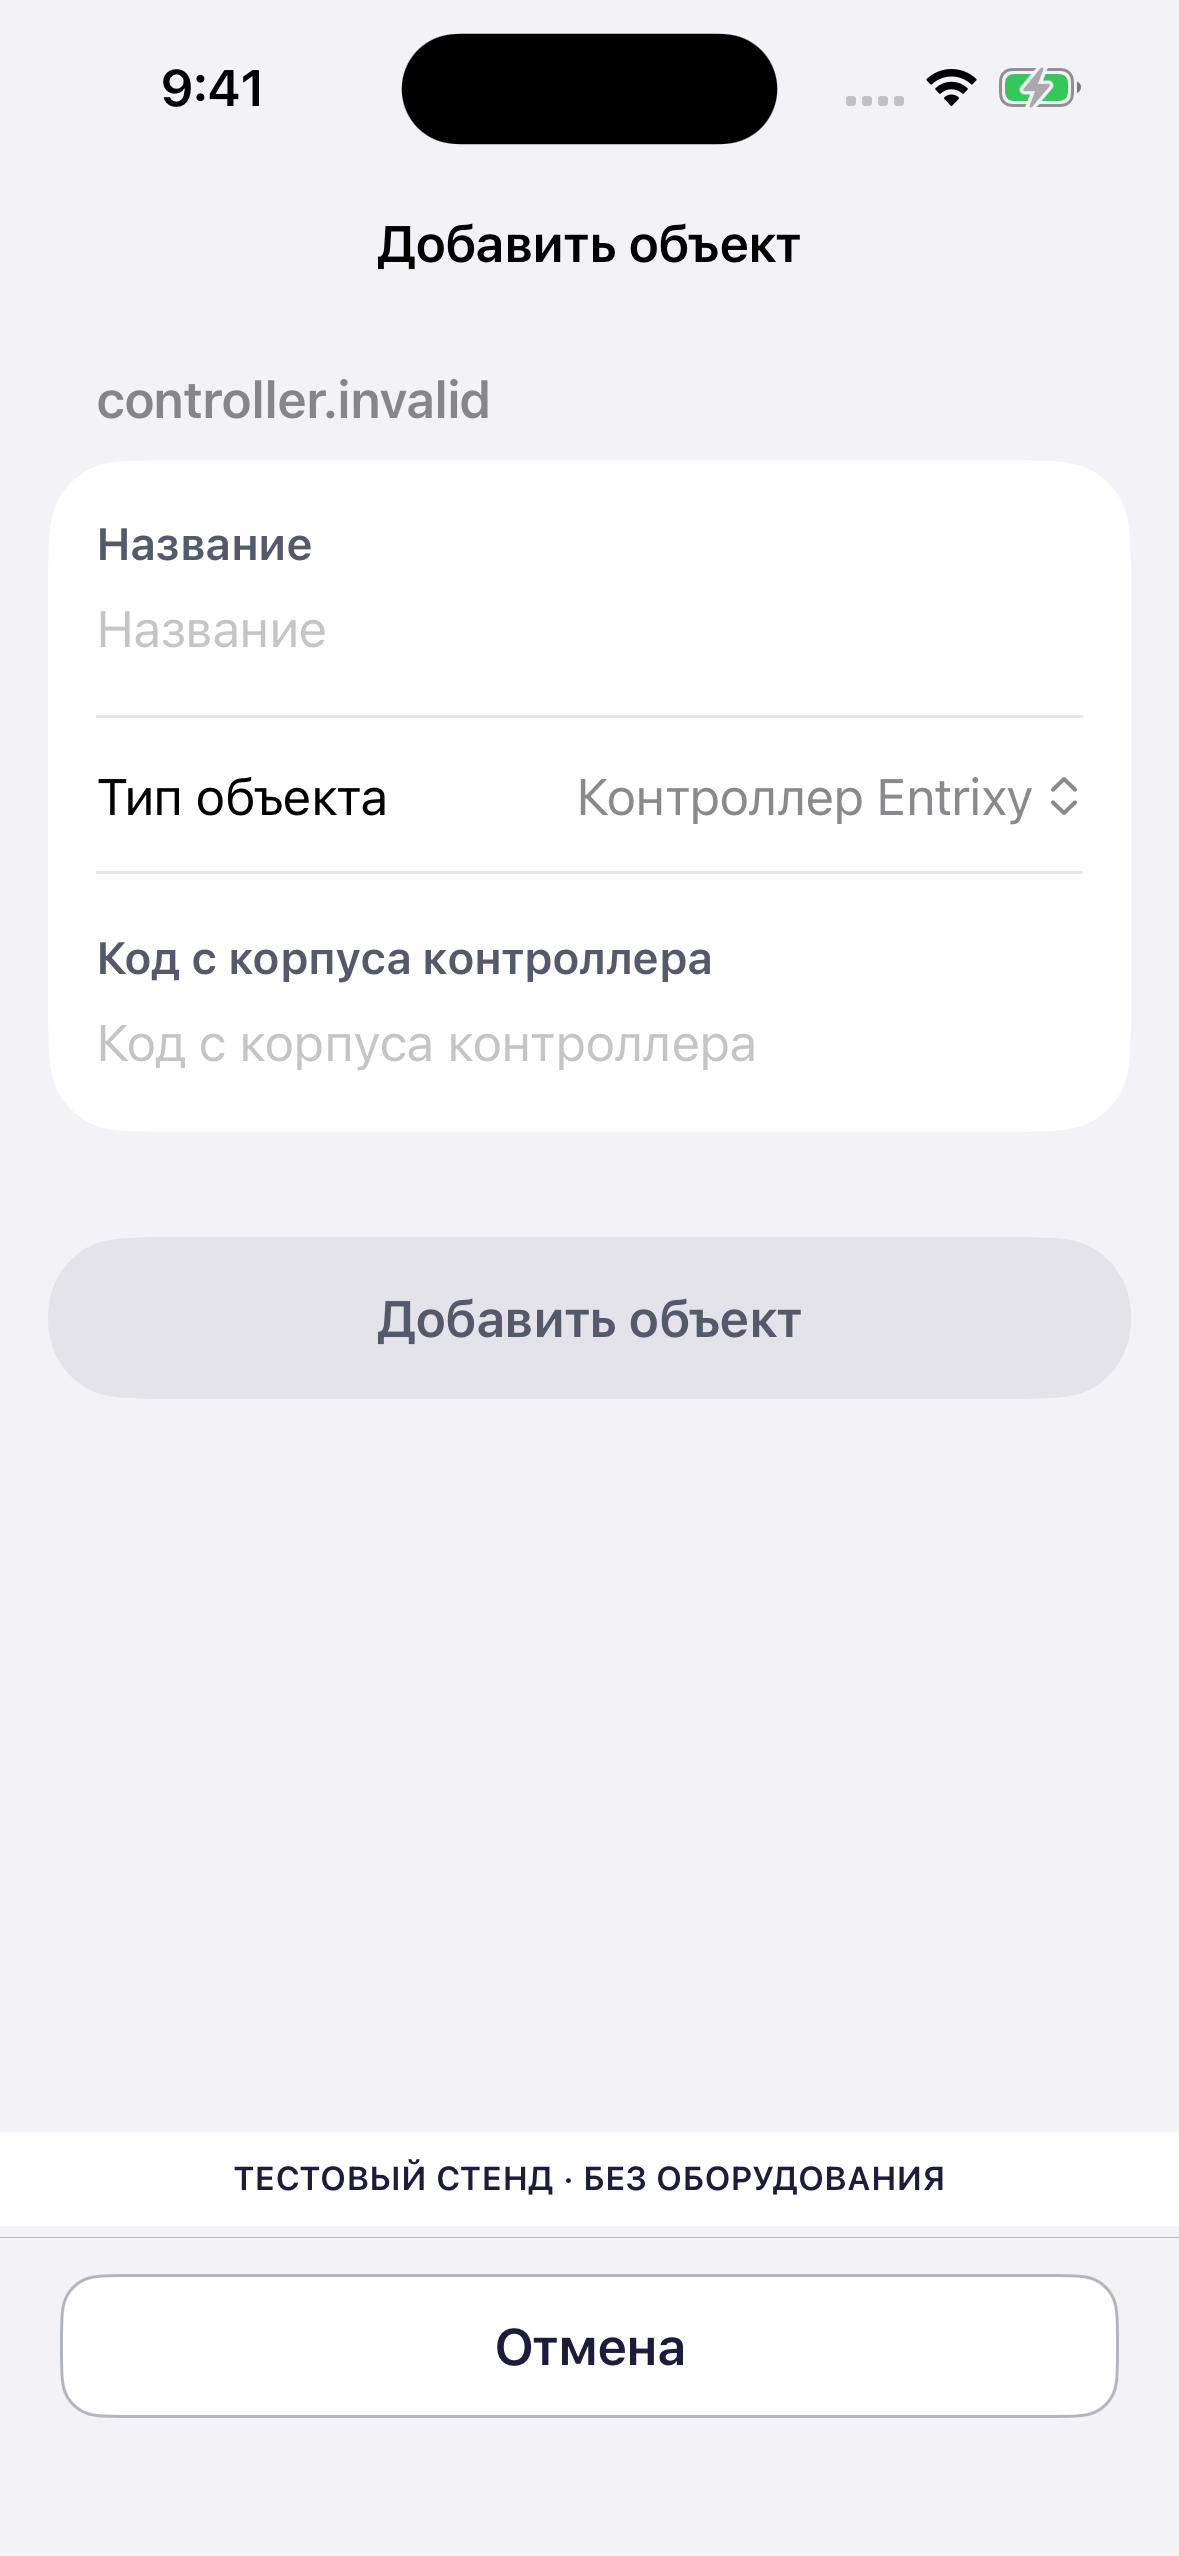 9:41
Добавить объект
controller.invalid
Название
Название
Тип объекта Контроллер Entrixy
Код с корпуса контроллера
Код с корпуса контроллера
Добавить объект
ТЕСТОВЫЙ СТЕНД · БЕЗ ОБОРУДОВАНИЯ
Отмена